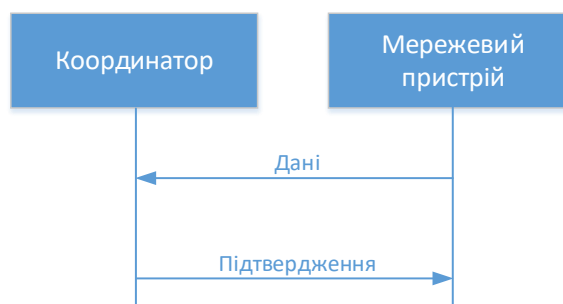 Координатор
Мережевий
пристрій
Дані
Підтвердження